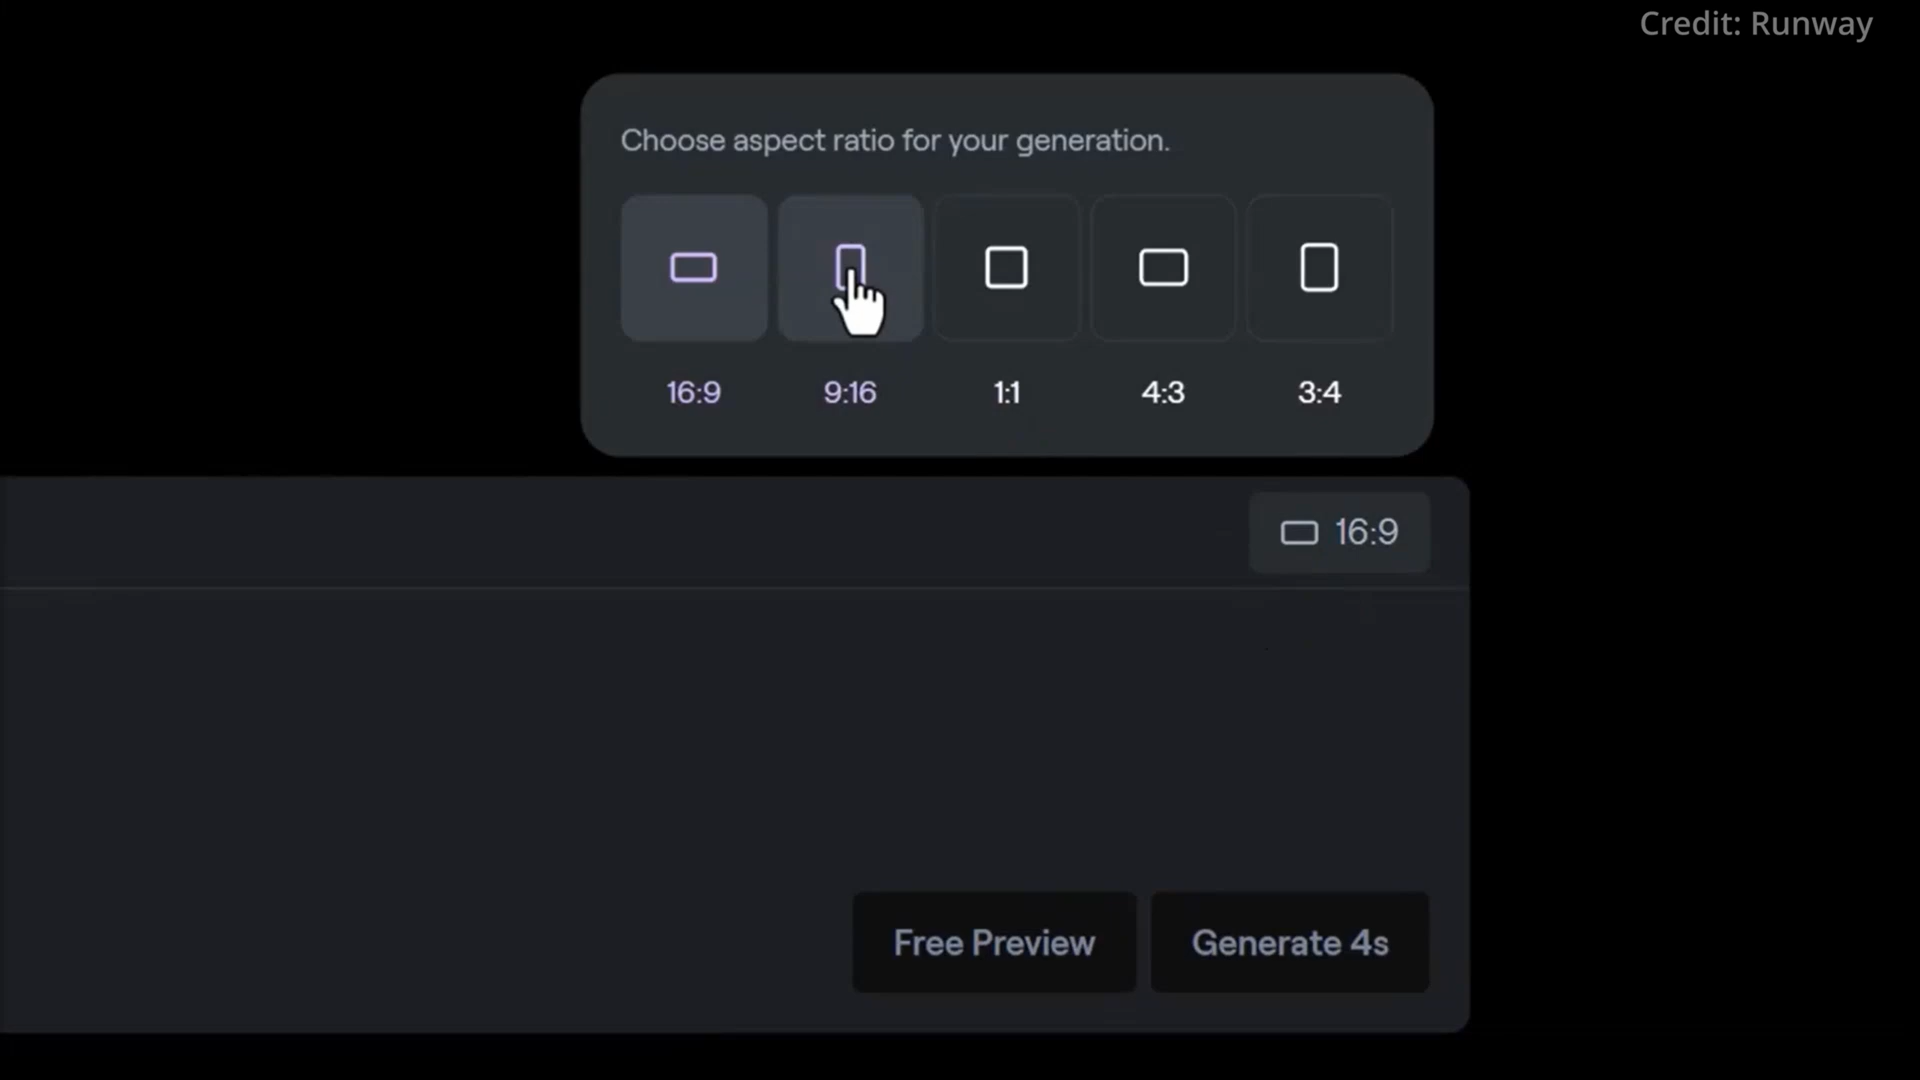 Credit: Runway
Choose aspect ratio for your generation.
16:9 9:16 1:1 4:3 3:4
16:9
Free Preview Generate 4s